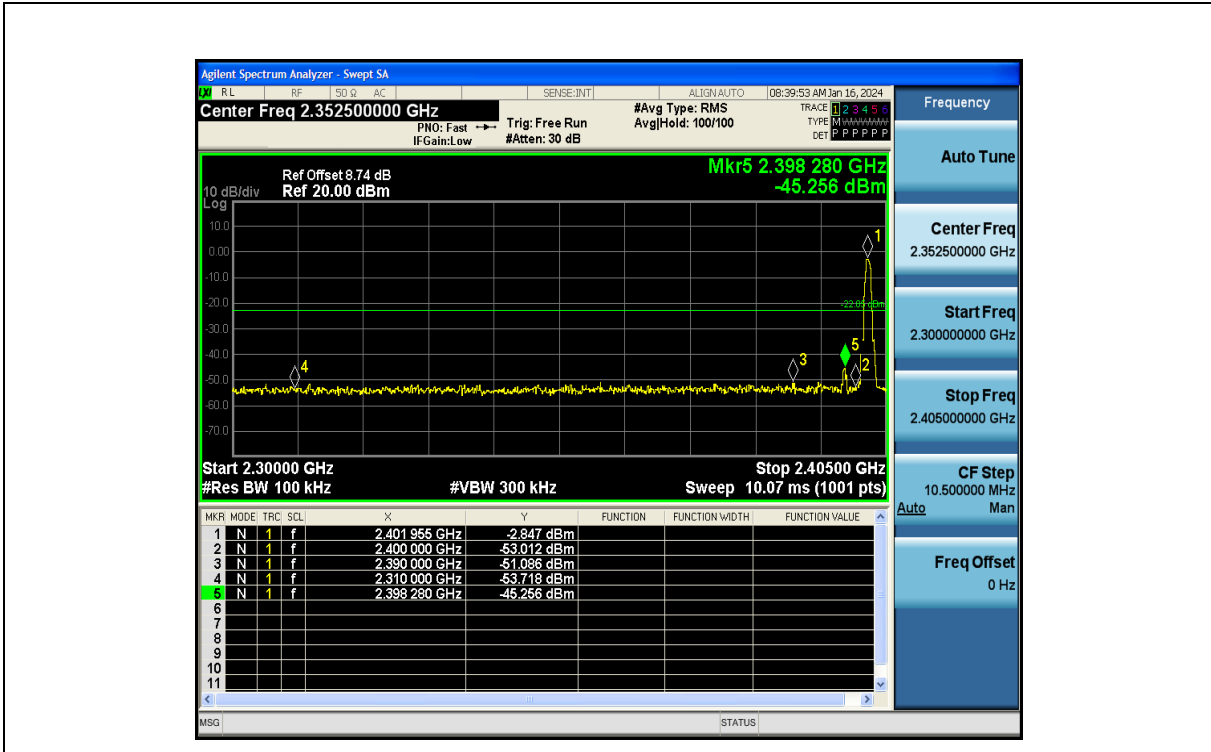 Agilent Spectrum Analyzer - Swept SA
LXI RL RF 50 Ω AC SENSE:INT ALIGN AUTO 08:39:53 AM Jan 16, 2024
Center Freq 2.352500000 GHz
PNO: Fast
IFGain:Low
Trig: Free Run
#Atten: 30 dB
#Avg Type: RMS
Avg|Hold: 100/100
TRACE 1 2 3 4 5 6
TYPE M WWWWW
DET P P P P P P
Frequency
Auto Tune
Center Freq
2.352500000 GHz
Start Freq
2.300000000 GHz
Stop Freq
2.405000000 GHz
CF Step
10.500000 MHz
Auto Man
Freq Offset
0 Hz
Mkr5 2.398 280 GHz
-45.256 dBm
Ref Offset 8.74 dB
10 dB/div Ref 20.00 dBm
Log
10.0
0.00
-10.0
-20.0
-30.0
-40.0
-50.0
-60.0
-70.0
1
5
3
2
4
Start 2.30000 GHz Stop 2.40500 GHz
#Res BW 100 kHz #VBW 300 kHz Sweep 10.07 ms (1001 pts)
MKR MODE TRC SCL X Y FUNCTION FUNCTION WIDTH FUNCTION VALUE
1 N 1 f 2.401 955 GHz -2.847 dBm
2 N 1 f 2.400 000 GHz -53.012 dBm
3 N 1 f 2.390 000 GHz -51.086 dBm
4 N 1 f 2.310 000 GHz -53.718 dBm
5 N 1 f 2.398 280 GHz -45.256 dBm
6
7
8
9
10
11
MSG STATUS